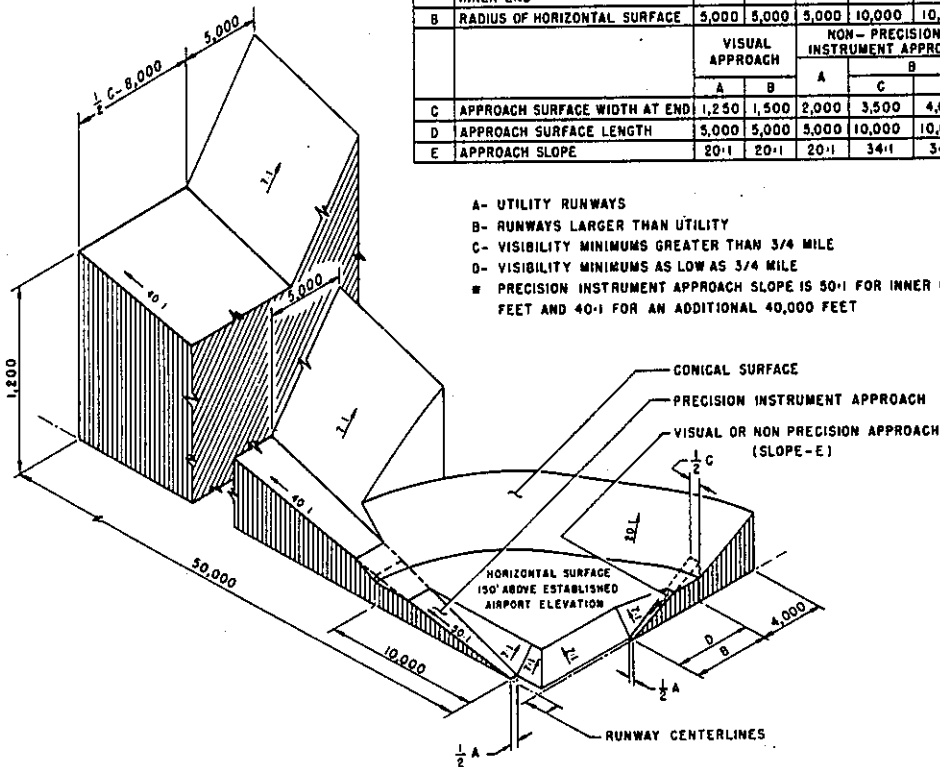 B RADIUS OF HORIZONTAL SURFACE 5,000 5,000 5,000 10,000
VISUAL APPROACH
NON- PRECISION
INSTRUMENT
A B A B
C
C APPROACH SURFACE WIDTH AT END 1,250 1,500 2,000 3,500
D APPROACH SURFACE LENGTH 5,000 5,000 5,000 10,000
E APPROACH SLOPE 20:1 20:1 20:1 34:1
A- UTILITY RUNWAYS
B- RUNWAYS LARGER THAN UTILITY
C- VISIBILITY MINIMUMS GREATER THAN 3/4 MILE
D- VISIBILITY MINIMUMS AS LOW AS 3/4 MILE
* PRECISION INSTRUMENT APPROACH SLOPE IS 50:1 FOR INNER
FEET AND 40:1 FOR AN ADDITIONAL 40,000 FEET
5,000
1/2 C-8,000
7:1
40:1
5,000
1,200
7:1
40:1
CONICAL SURFACE
PRECISION INSTRUMENT APPROACH
VISUAL OR NON PRECISION APPROACH
(SLOPE-E)
1/2 C
20:1
HORIZONTAL SURFACE
150' ABOVE ESTABLISHED
AIRPORT ELEVATION
50,000
50:1
7:1
7:1
7:1
7:1
10,000
4,000
D
B
1/2 A
RUNWAY CENTERLINES
1/2 A